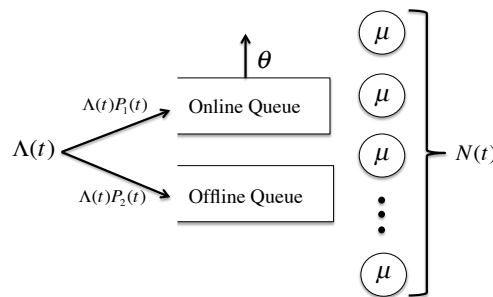 μ
θ
Λ(t)P₁(t)
Online Queue
μ
Λ(t)
μ
N(t)
Λ(t)P₂(t)
Offline Queue
μ